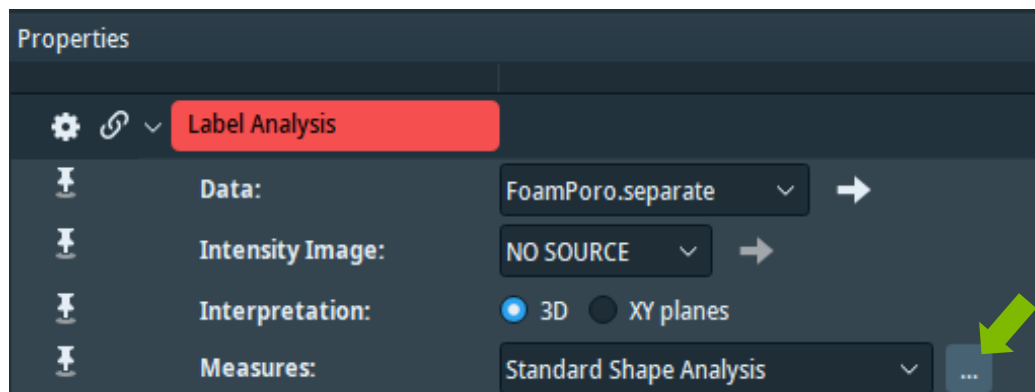 Properties
Label Analysis
Data: FoamPoro.separate
Intensity Image: NO SOURCE
Interpretation: 3D XY planes
Measures: Standard Shape Analysis ...